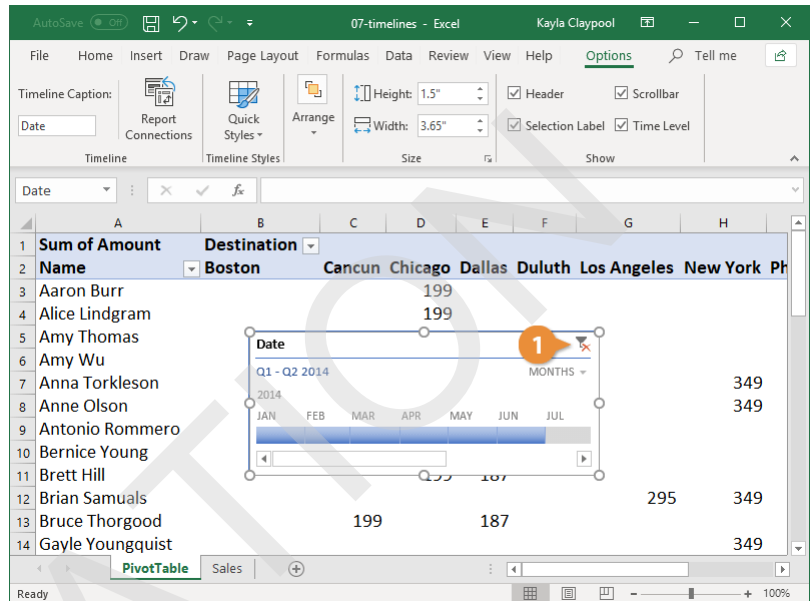 AutoSave Off 07-timelines - Excel Kayla Claypool
File Home Insert Draw Page Layout Formulas Data Review View Help Options Tell me
Timeline Caption:
Date
Report
Connections
Timeline
Quick
Styles
Timeline Styles
Arrange
Height: 1.5"
Width: 3.65"
Size
Header Scrollbar
Selection Label Time Level
Show
Date fx
A B C D E F G H
1 Sum of Amount Destination
2 Name Boston Cancun Chicago Dallas Duluth Los Angeles New York Ph
3 Aaron Burr 199
4 Alice Lindgram 199
5 Amy Thomas
6 Amy Wu
7 Anna Torkleson 349
8 Anne Olson 349
9 Antonio Rommero
10 Bernice Young
11 Brett Hill 199 187
12 Brian Samuals 295 349
13 Bruce Thorgood 199 187
14 Gayle Youngquist 349
Date 1
Q1 - Q2 2014 MONTHS
2014
JAN FEB MAR APR MAY JUN JUL
PivotTable Sales
Ready 100%
ATION